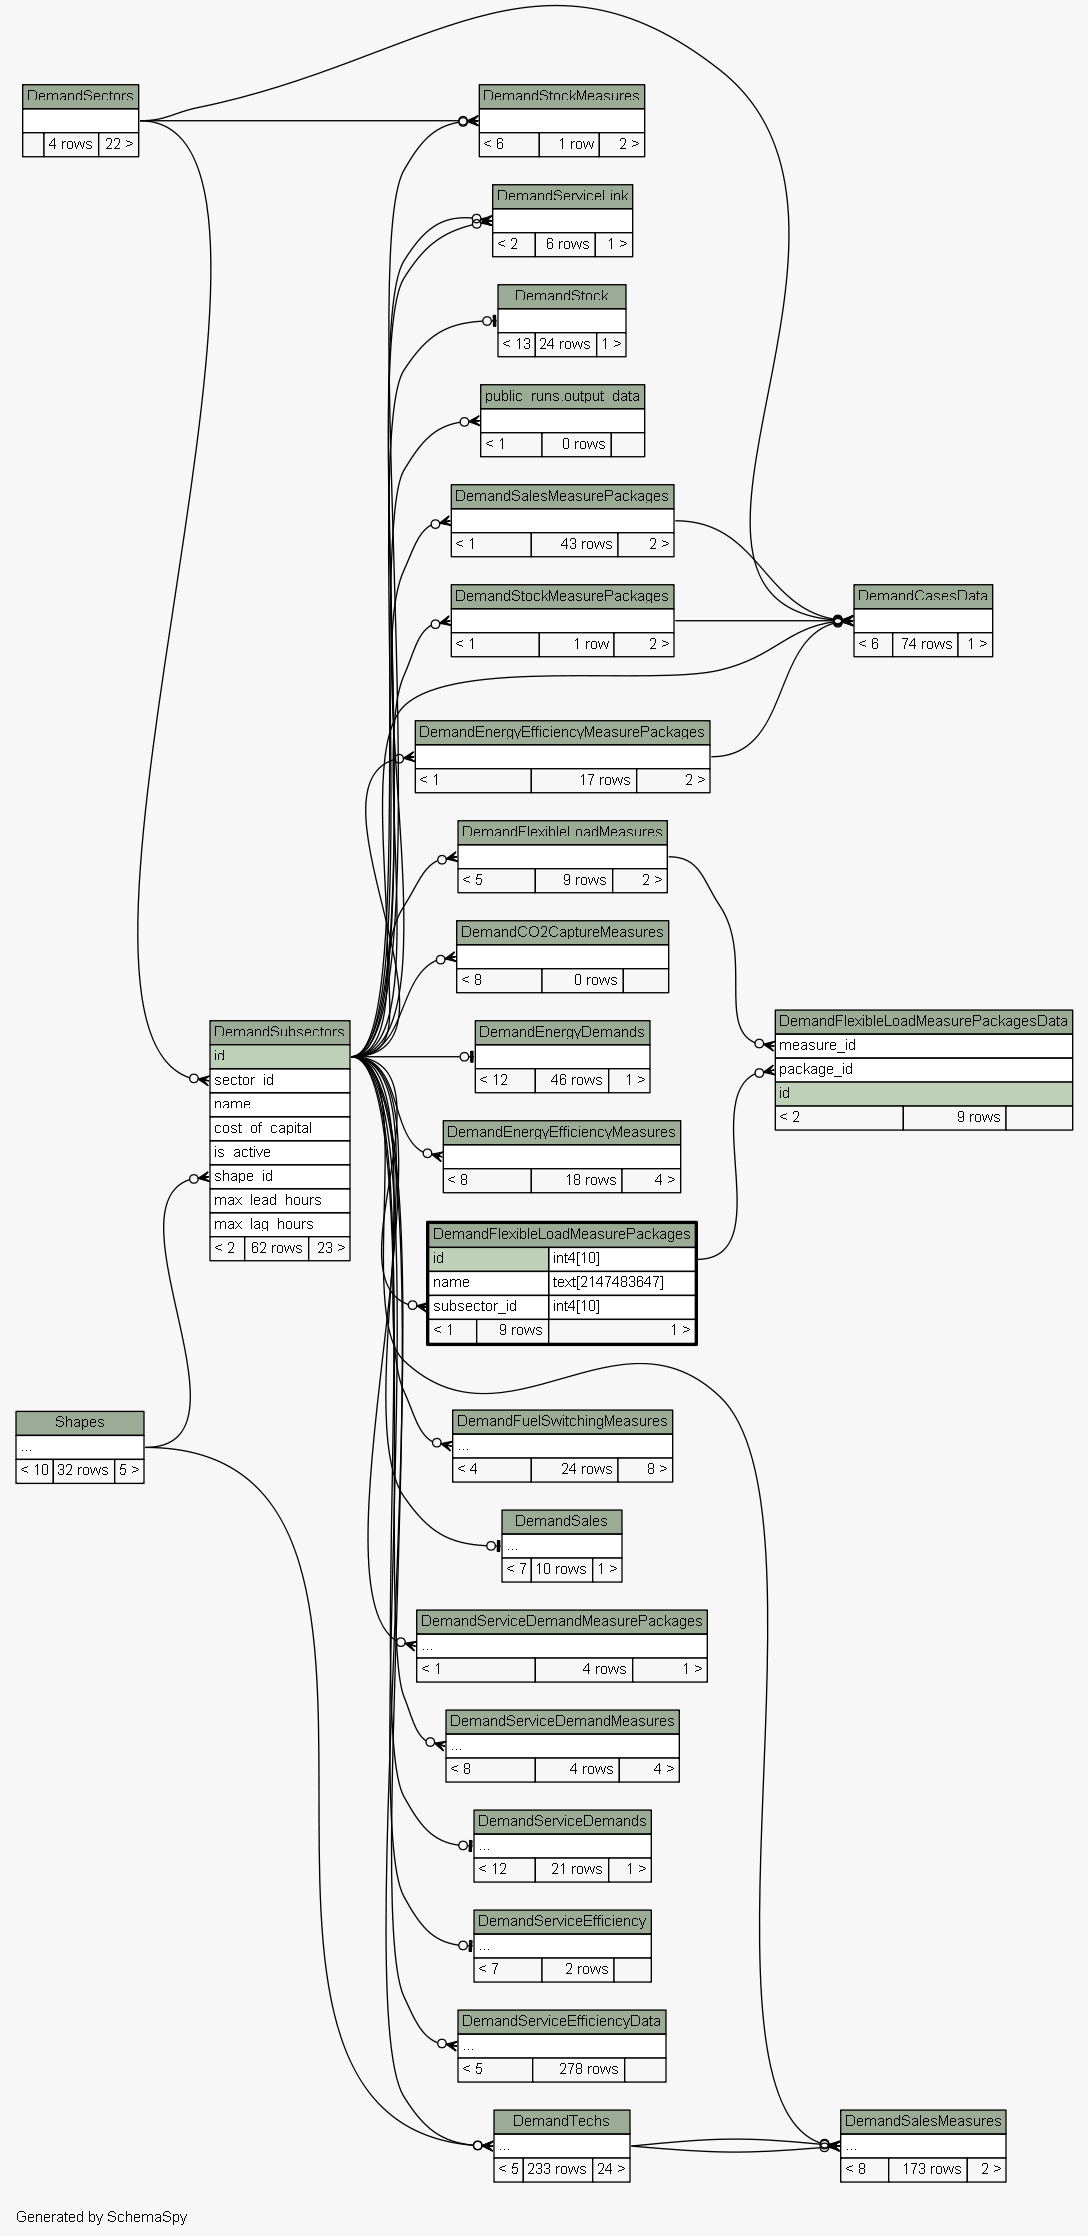 DemandSectors
4 rows 22 >
DemandStockMeasures
< 6 1 row 2 >
DemandServiceLink
< 2 6 rows 1 >
DemandStock
< 13 24 rows 1 >
public_runs.output_data
< 1 0 rows
DemandSalesMeasurePackages
< 1 43 rows 2 >
DemandStockMeasurePackages
< 1 1 row 2 >
DemandCasesData
< 6 74 rows 1 >
DemandEnergyEfficiencyMeasurePackages
< 1 17 rows 2 >
DemandFlexibleLoadMeasures
< 5 9 rows 2 >
DemandCO2CaptureMeasures
< 8 0 rows
DemandFlexibleLoadMeasurePackagesData
measure_id
package_id
id
< 2 9 rows
DemandSubsectors
id
sector_id
name
cost_of_capital
is_active
shape_id
max_lead_hours
max_lag_hours
< 2 62 rows 23 >
DemandEnergyDemands
< 12 46 rows 1 >
DemandEnergyEfficiencyMeasures
< 8 18 rows 4 >
DemandFlexibleLoadMeasurePackages
id int4[10]
name text[2147483647]
subsector_id int4[10]
< 1 9 rows 1 >
Shapes
...
< 10 32 rows 5 >
DemandFuelSwitchingMeasures
...
< 4 24 rows 8 >
DemandSales
...
< 7 10 rows 1 >
DemandServiceDemandMeasurePackages
...
< 1 4 rows 1 >
DemandServiceDemandMeasures
...
< 8 4 rows 4 >
DemandServiceDemands
...
< 12 21 rows 1 >
DemandServiceEfficiency
...
< 7 2 rows
DemandServiceEfficiencyData
...
< 5 278 rows
DemandTechs
...
< 5 233 rows 24 >
DemandSalesMeasures
...
< 8 173 rows 2 >
Generated by SchemaSpy